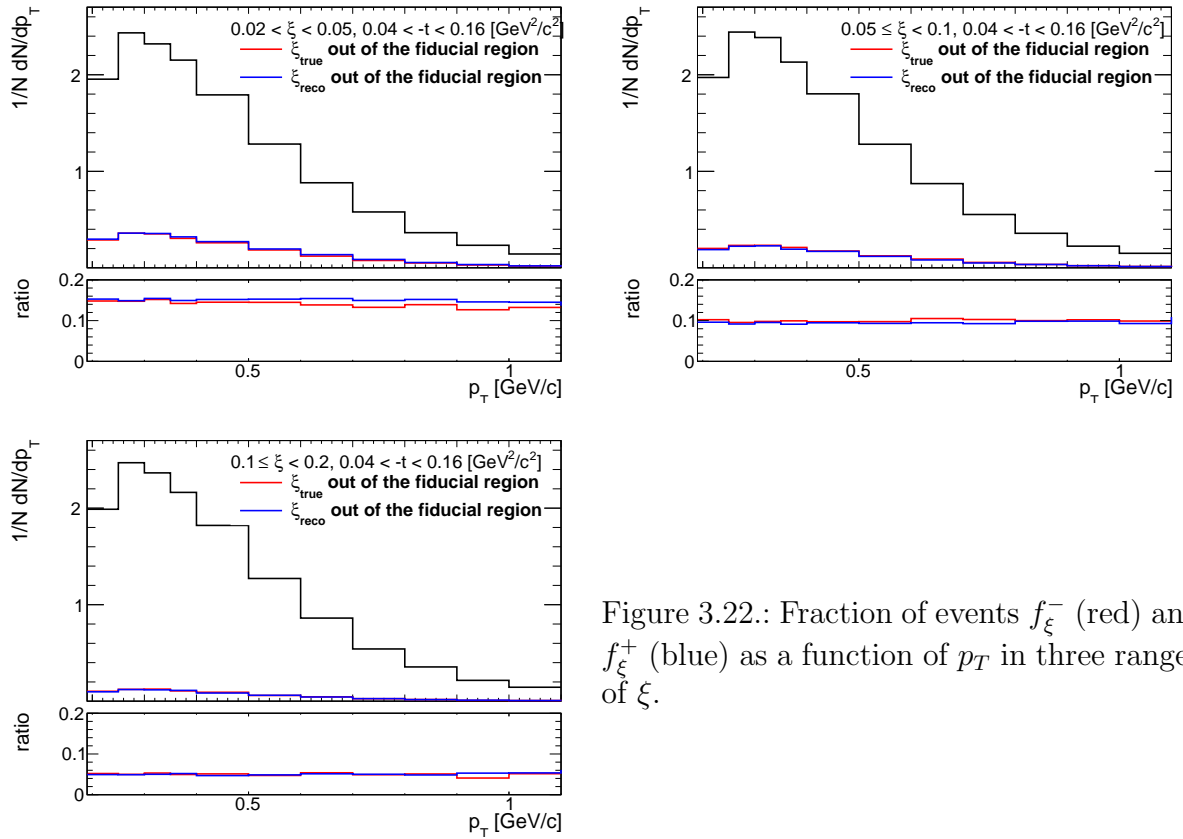 1/N dN/dp_T
0.02 < ξ < 0.05, 0.04 < -t < 0.16 [GeV²/c²]
ξ_true out of the fiducial region
ξ_reco out of the fiducial region
2
1
ratio
0.2
0.1
0
0.5
1
p_T [GeV/c]
1/N dN/dp_T
0.05 ≤ ξ < 0.1, 0.04 < -t < 0.16 [GeV²/c²]
ξ_true out of the fiducial region
ξ_reco out of the fiducial region
2
1
ratio
0.2
0.1
0
0.5
1
p_T [GeV/c]
1/N dN/dp_T
0.1 ≤ ξ < 0.2, 0.04 < -t < 0.16 [GeV²/c²]
ξ_true out of the fiducial region
ξ_reco out of the fiducial region
2
1
ratio
0.2
0.1
0
0.5
1
p_T [GeV/c]
Figure 3.22.: Fraction of events f_ξ^- (red) an
f_ξ^+ (blue) as a function of p_T in three range
of ξ.